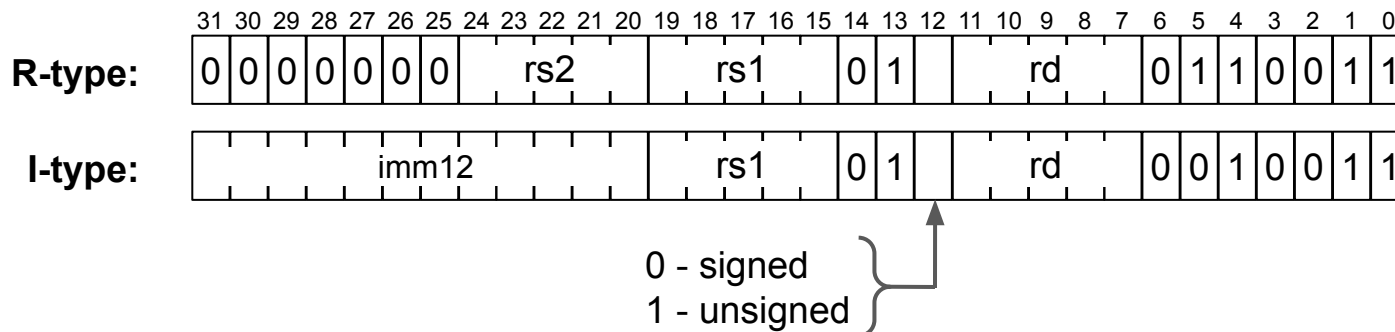 31 30 29 28 27 26 25 24 23 22 21 20 19 18 17 16 15 14 13 12 11 10 9 8 7 6 5 4 3 2 1 0
R-type: 0 0 0 0 0 0 0 rs2 rs1 0 1 rd 0 1 1 0 0 1 1
I-type: imm12 rs1 0 1 rd 0 0 1 0 0 1 1
0 - signed
1 - unsigned